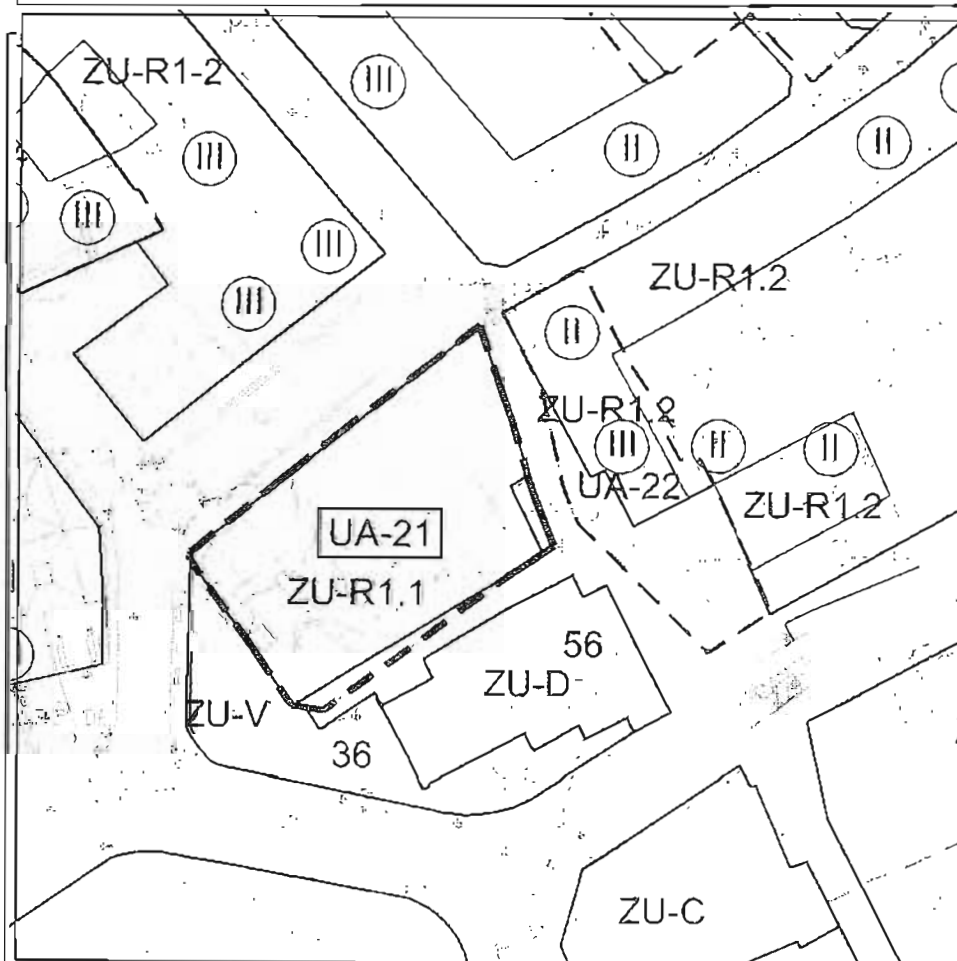 ZU-R1-2
III
II
II
III
III
III
III
ZU-R1.2
II
ZU-R1.2
III
II
UA-22
ZU-R1.2
UA-21
ZU-R1.1
56
ZU-D
ZU-V
36
ZU-C